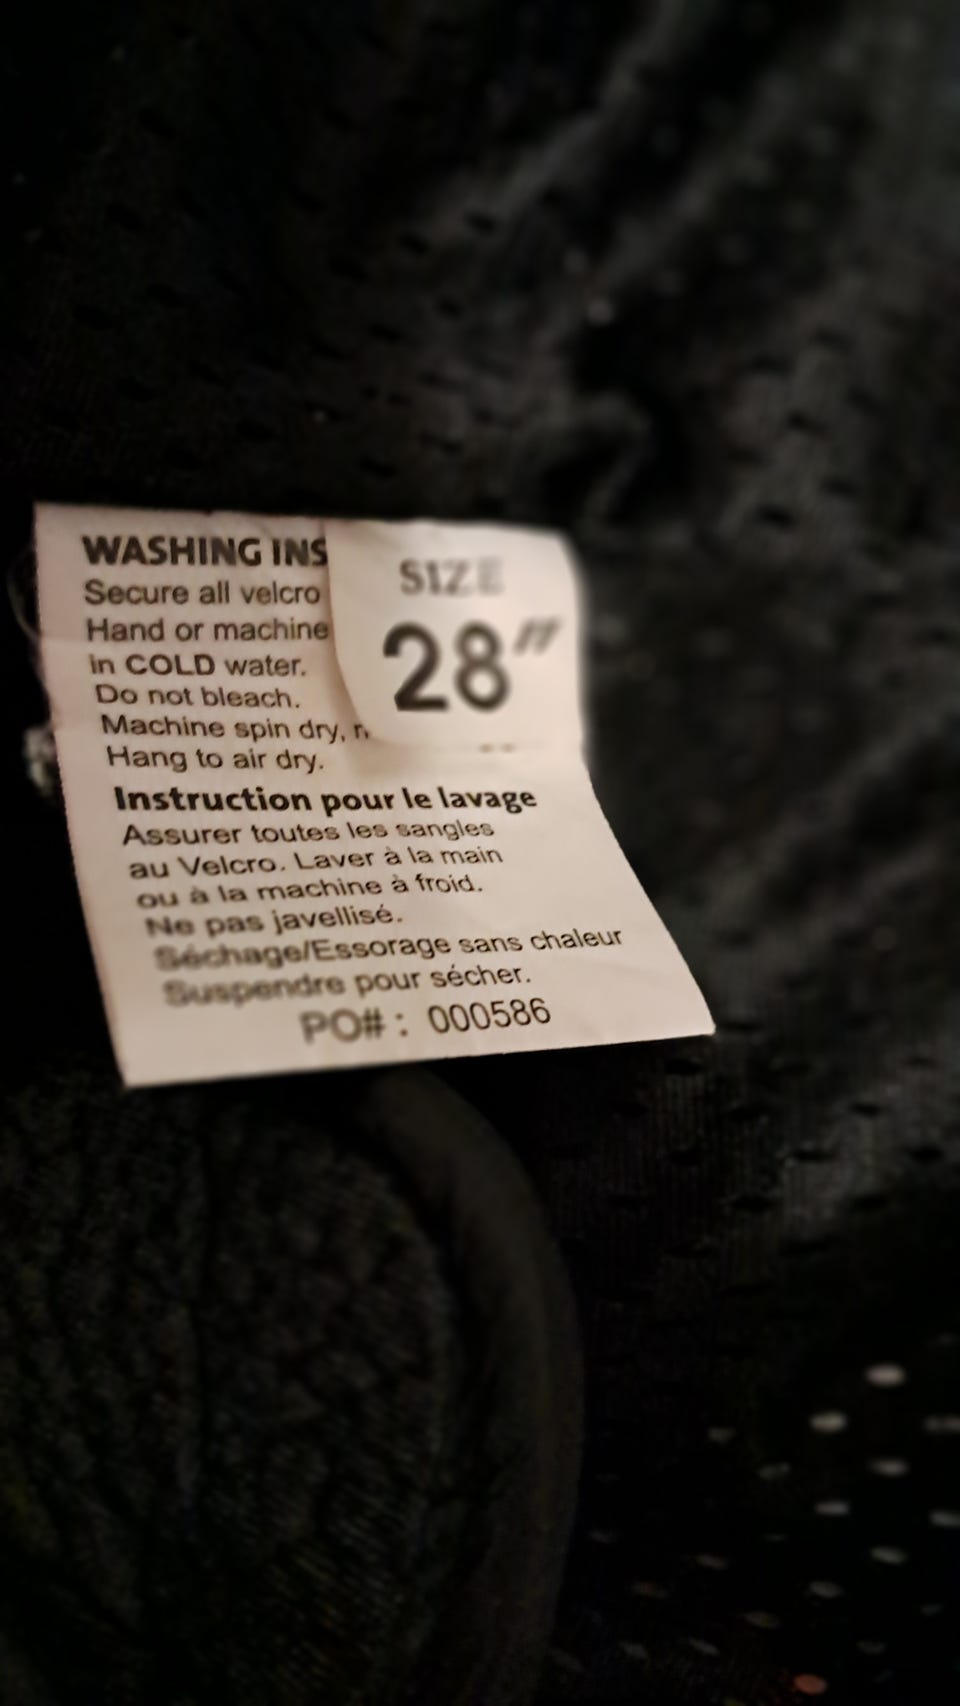 WASHING INS
Secure all velcro
Hand or machine
in COLD water.
Do not bleach.
Machine spin dry,
Hang to air dry.
SIZE
28"
Instruction pour le lavage
Assurer toutes les sangles
au Velcro. Laver à la main
ou à la machine à froid.
Ne pas javellisé.
Séchage/Essorage sans chaleur
Suspendre pour sécher.
PO# : 000586